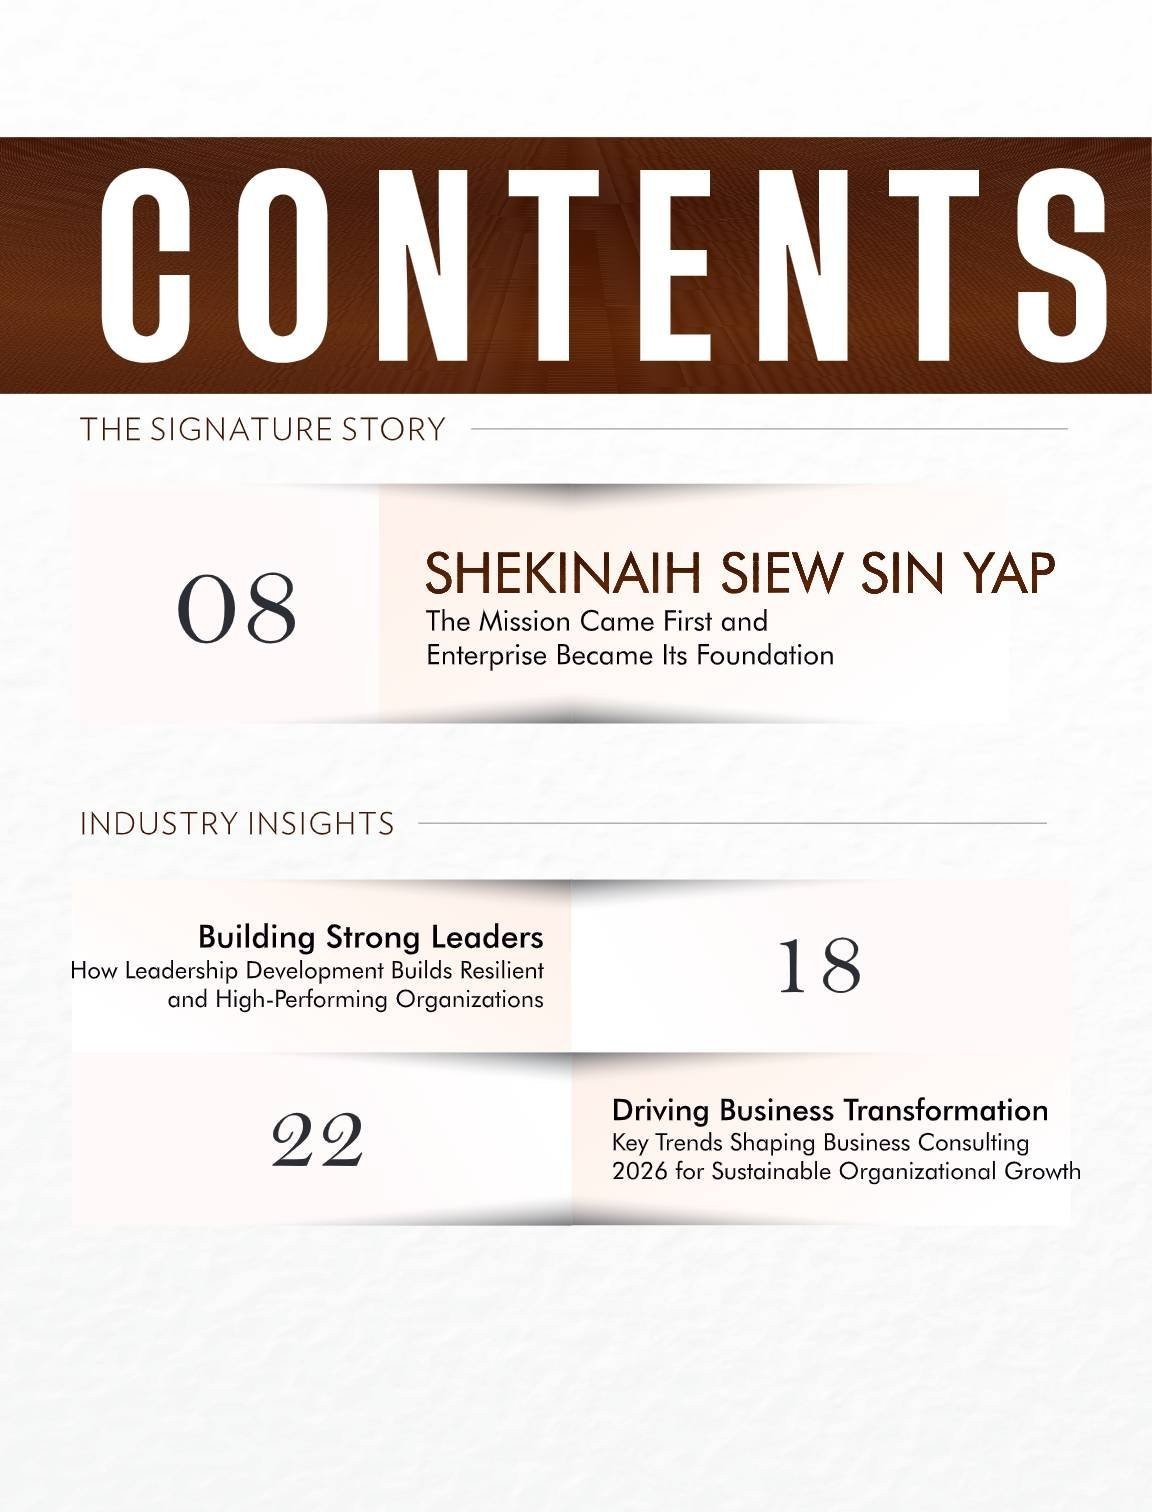 CONTENTS
THE SIGNATURE STORY
08
SHEKINAIH SIEW SIN YAP
The Mission Came First and
Enterprise Became Its Foundation
INDUSTRY INSIGHTS
Building Strong Leaders
How Leadership Development Builds Resilient
and High-Performing Organizations
18
22
Driving Business Transformation
Key Trends Shaping Business Consulting
2026 for Sustainable Organizational Growth